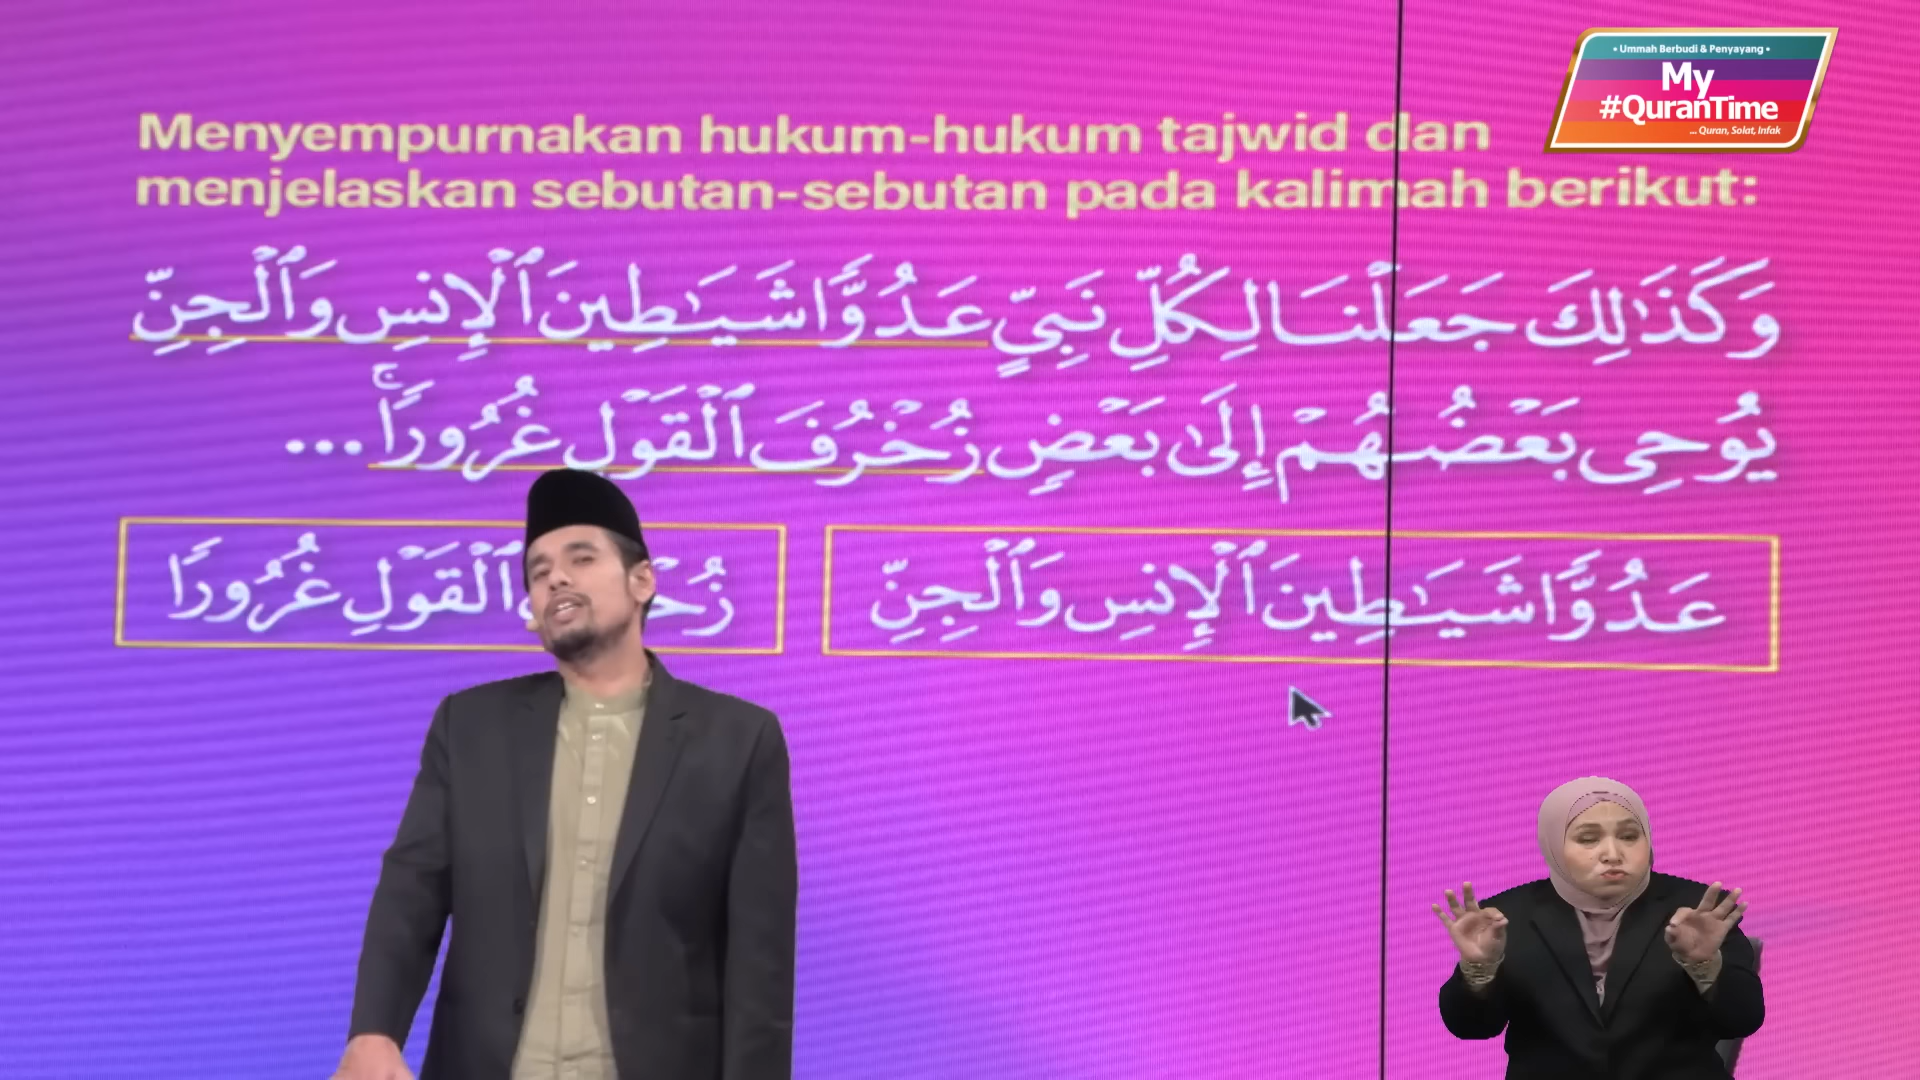 • Ummah Berbudi & Penyayang •
My
#QuranTime
... Quran, Solat, Infak
Menyempurnakan hukum-hukum tajwid dan
menjelaskan sebutan-sebutan pada kalimah berikut:
وَكَذَٰلِكَ جَعَلْنَا لِكُلِّ نَبِيٍّ عَدُوًّا شَيَـٰطِينَ ٱلْإِنسِ وَٱلْجِنِّ
يُوحِى بَعْضُهُمْ إِلَىٰ بَعْضٍ زُخْرُفَ ٱلْقَوْلِ غُرُورًا ۚ...
عَدُوًّا شَيَـٰطِينَ ٱلْإِنسِ وَٱلْجِنِّ
ٱلْقَوْلِ غُرُورًا